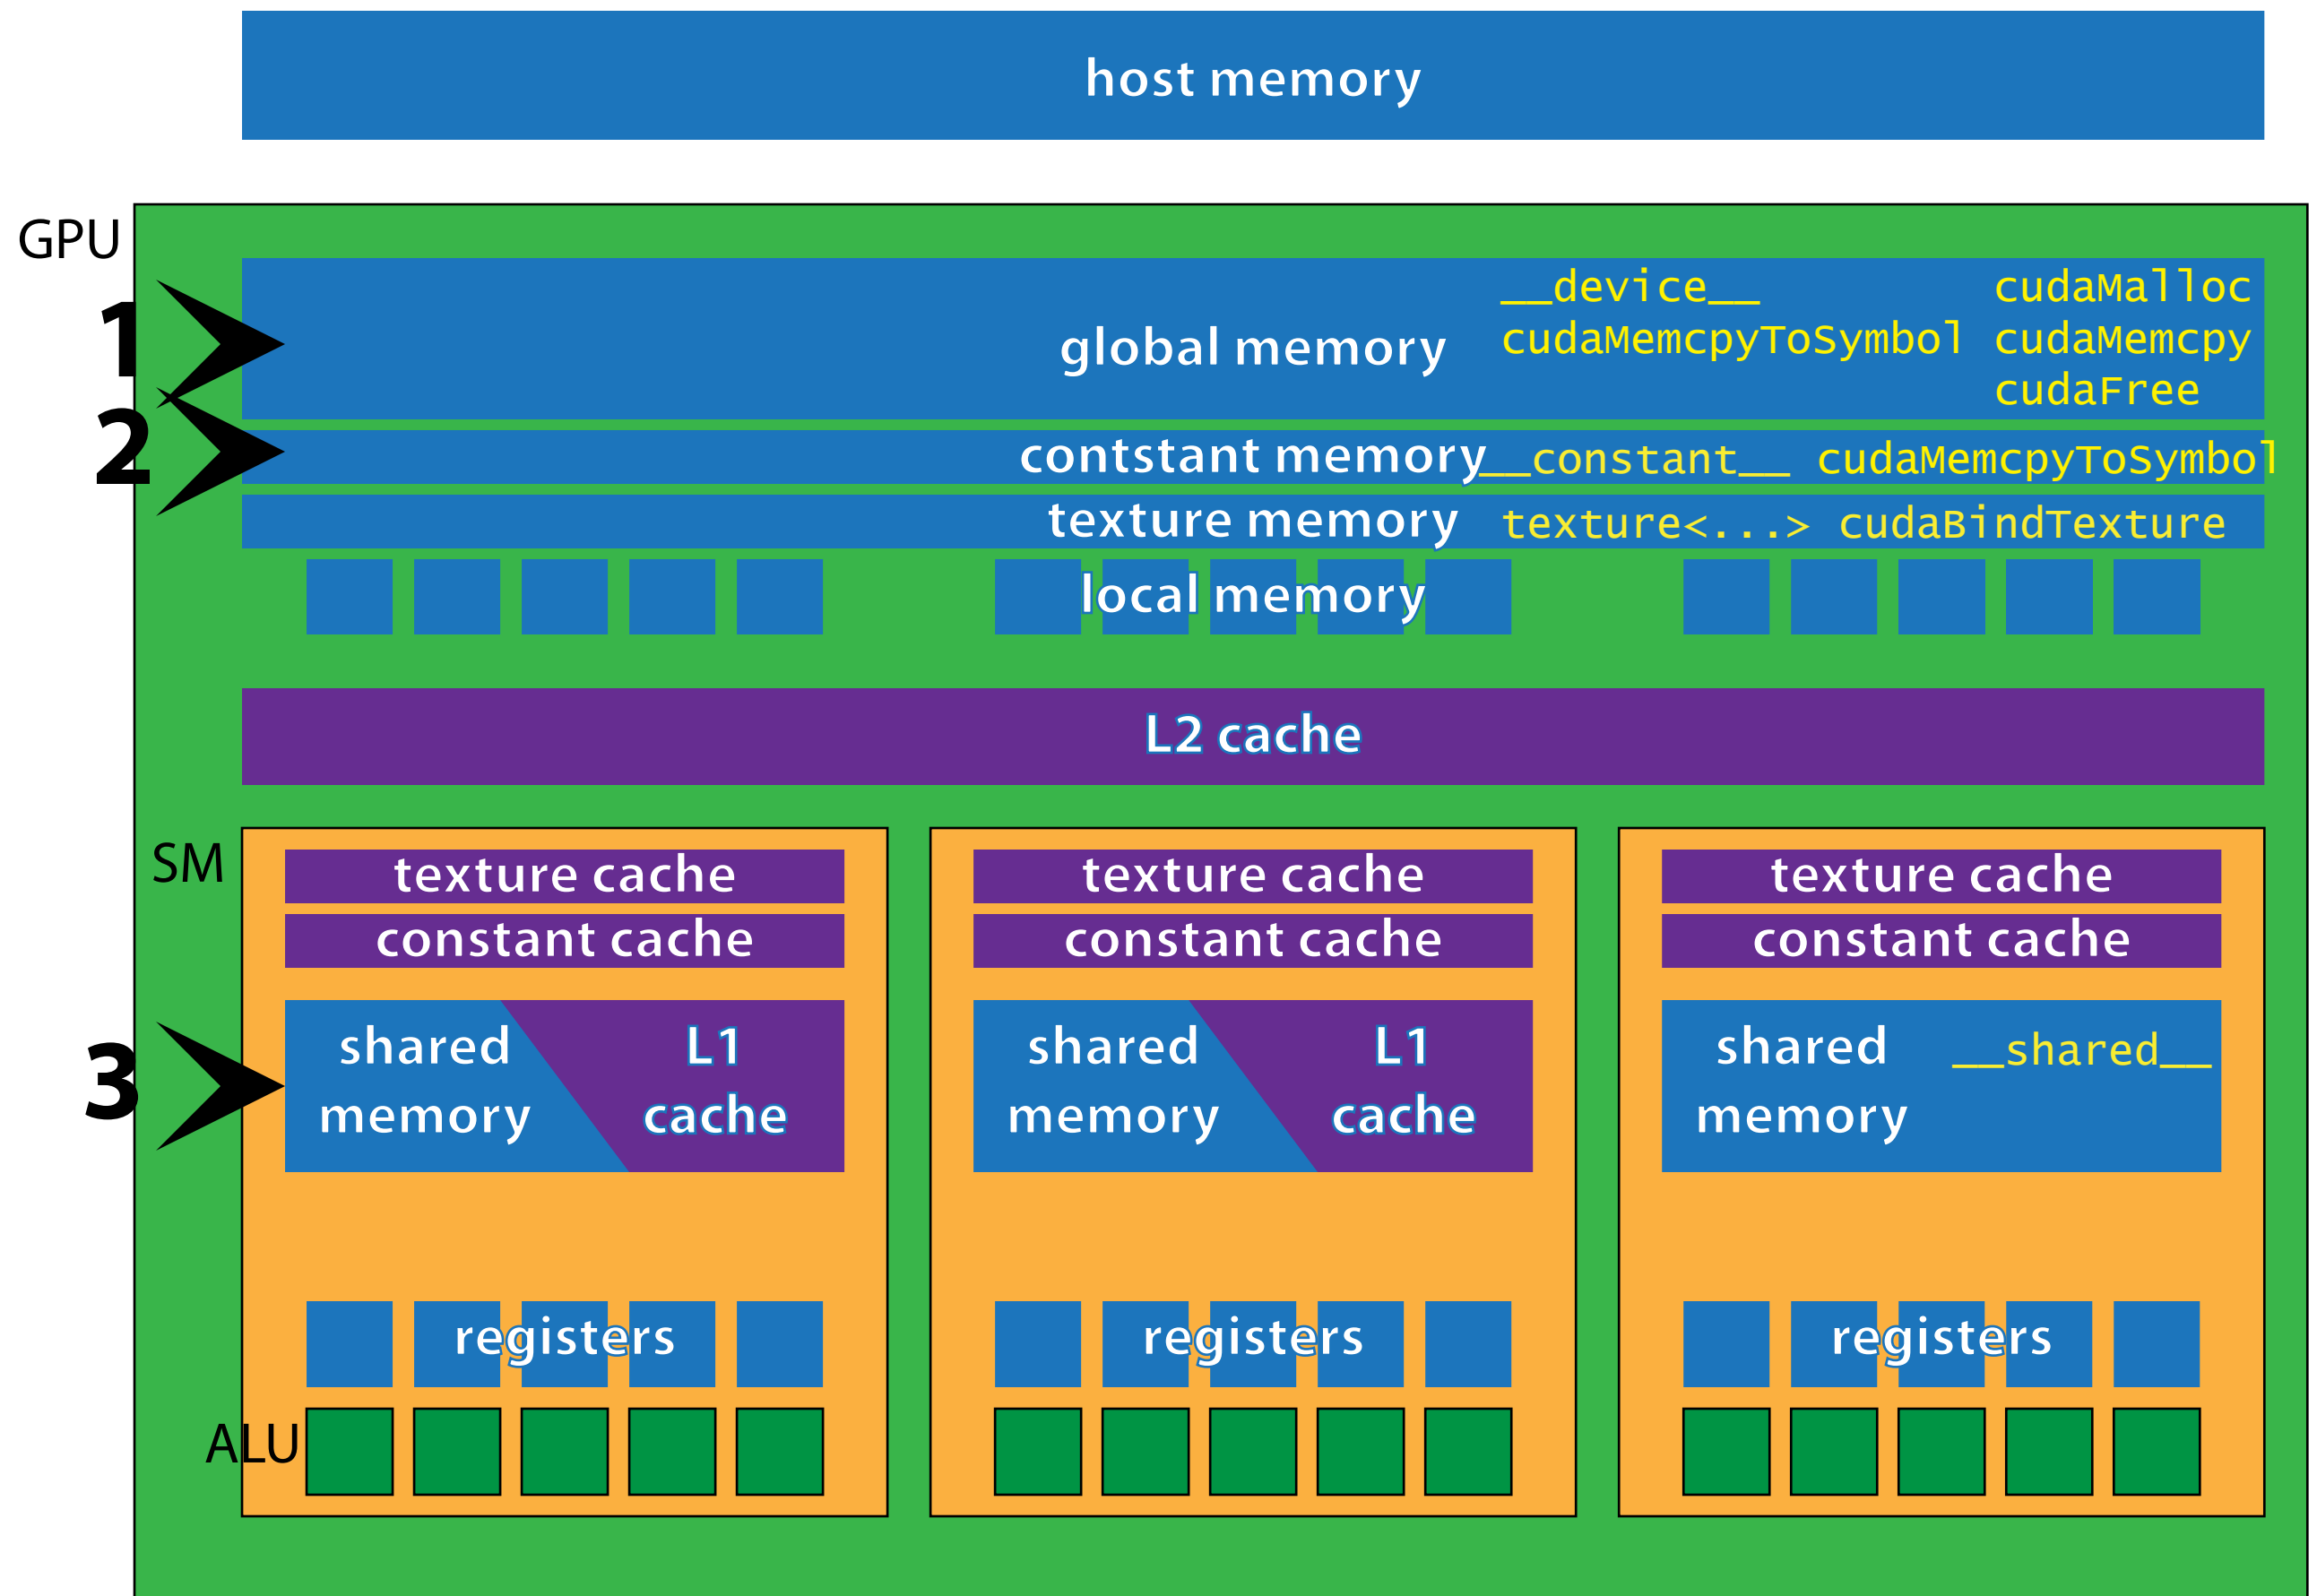 host memory
GPU
1
global memory
__device__
cudaMalloc
cudaMemcpyToSymbol
cudaMemcpy
cudaFree
2
contstant memory
__constant__ cudaMemcpyToSymbol
texture memory
texture<...> cudaBindTexture
local memory
L2 cache
SM
texture cache
texture cache
texture cache
constant cache
constant cache
constant cache
3
shared
memory
L1
cache
shared
memory
L1
cache
shared
memory
__shared__
registers
registers
registers
ALU